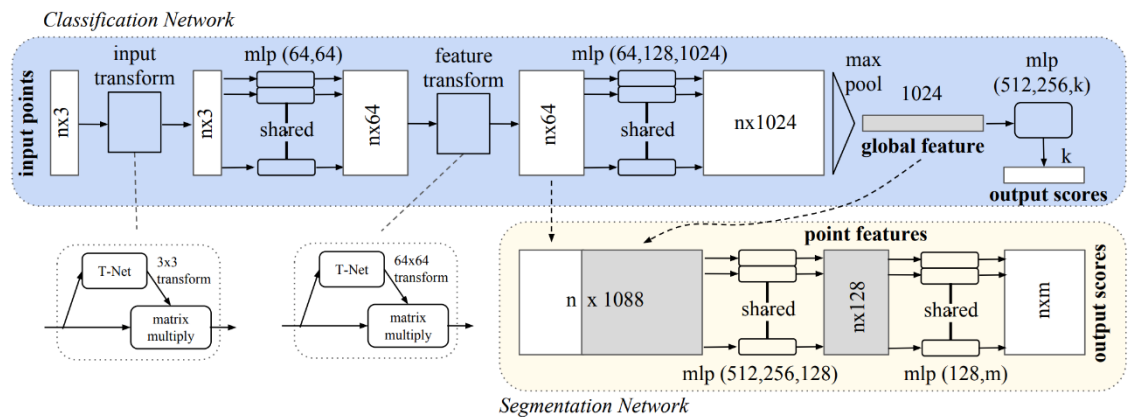 Classification Network
input points
nx3
input
transform
nx3
mlp (64,64)
shared
nx64
feature
transform
nx64
mlp (64,128,1024)
shared
nx1024
max
pool
1024
global feature
mlp
(512,256,k)
k
output scores
T-Net
3x3
transform
matrix
multiply
T-Net
64x64
transform
matrix
multiply
point features
n x 1088
shared
mlp (512,256,128)
nx128
shared
mlp (128,m)
nxm
output scores
Segmentation Network